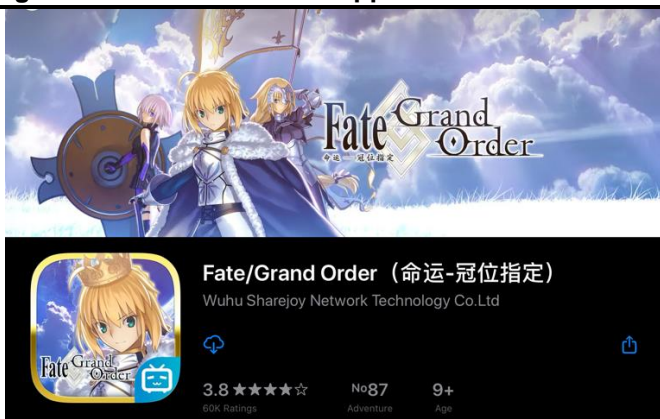 Fate Grand Order
命运-冠位指定
Fate/Grand Order（命运-冠位指定）
Wuhu Sharejoy Network Technology Co.Ltd
Fate Grand Order
3.8★★★★☆ No87 9+
60K Ratings Adventure Age